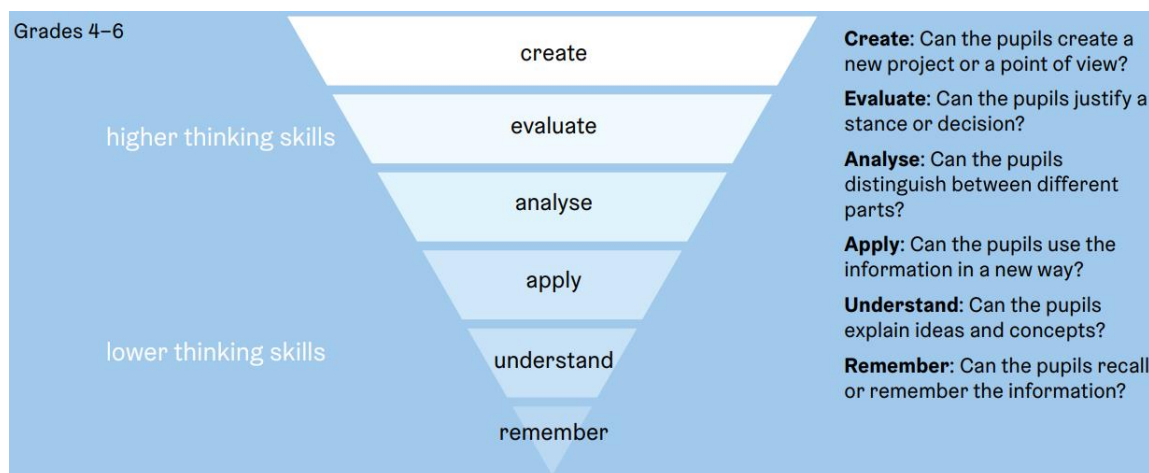 Grades 4–6
higher thinking skills
lower thinking skills
create
evaluate
analyse
apply
understand
remember
Create: Can the pupils create a
new project or a point of view?
Evaluate: Can the pupils justify a
stance or decision?
Analyse: Can the pupils
distinguish between different
parts?
Apply: Can the pupils use the
information in a new way?
Understand: Can the pupils
explain ideas and concepts?
Remember: Can the pupils recall
or remember the information?